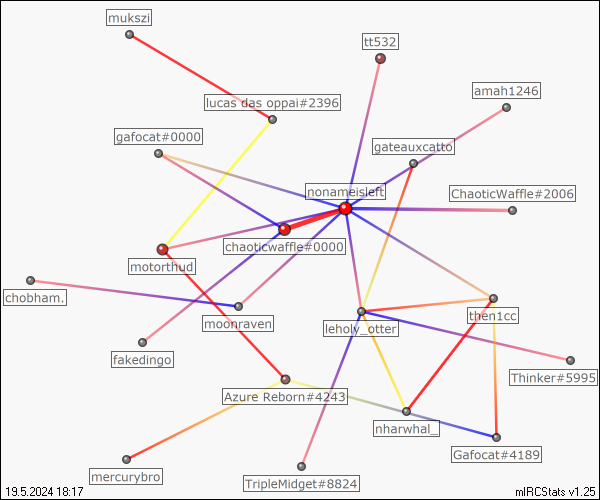 mukszi
tt532
amah1246
lucas das oppai#2396
gafocat#0000
gateauxcatto
nonameisleft
ChaoticWaffle#2006
chaoticwaffle#0000
motorthud
chobham.
moonraven
then1cc
leholy_otter
fakedingo
Thinker#5995
Azure Reborn#4243
nharwhal_
Gafocat#4189
mercurybro
TripleMidget#8824
19.5.2024 18:17
mIRCStats v1.25